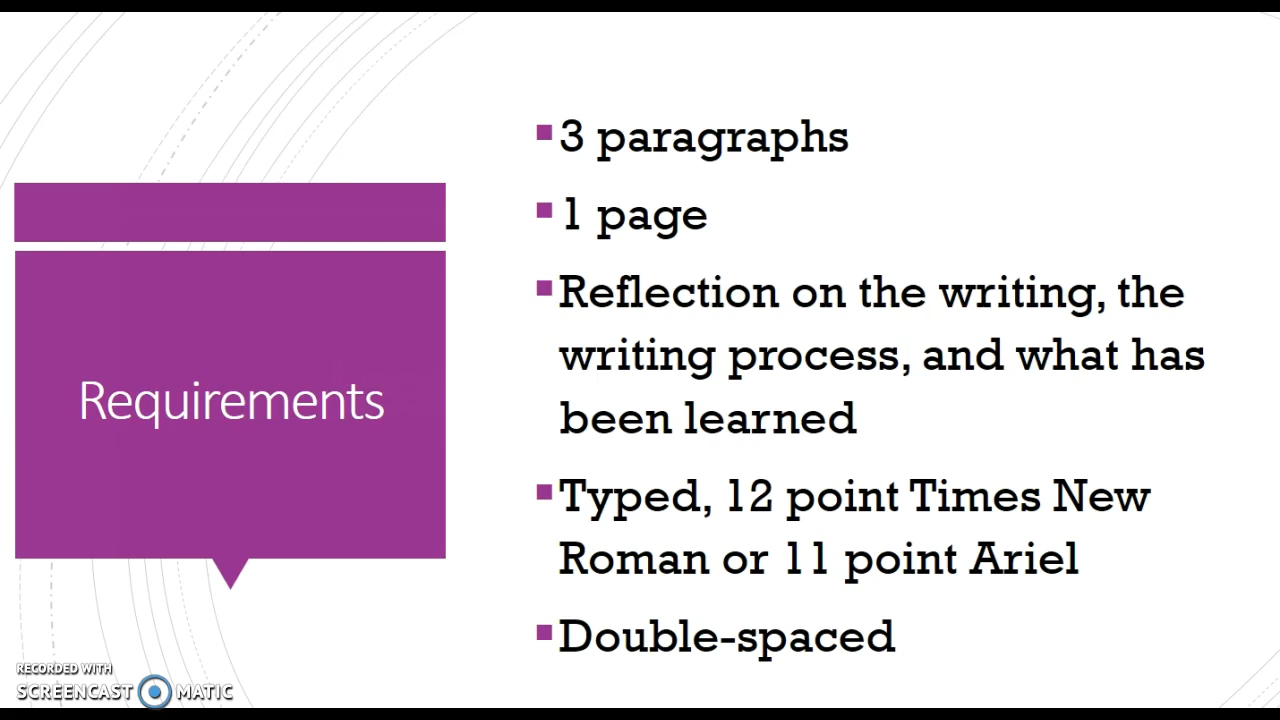 Requirements
3 paragraphs
1 page
Reflection on the writing, the
writing process, and what has
been learned
Typed, 12 point Times New
Roman or 11 point Ariel
Double-spaced
RECORDED WITH
SCREENCAST MATIC